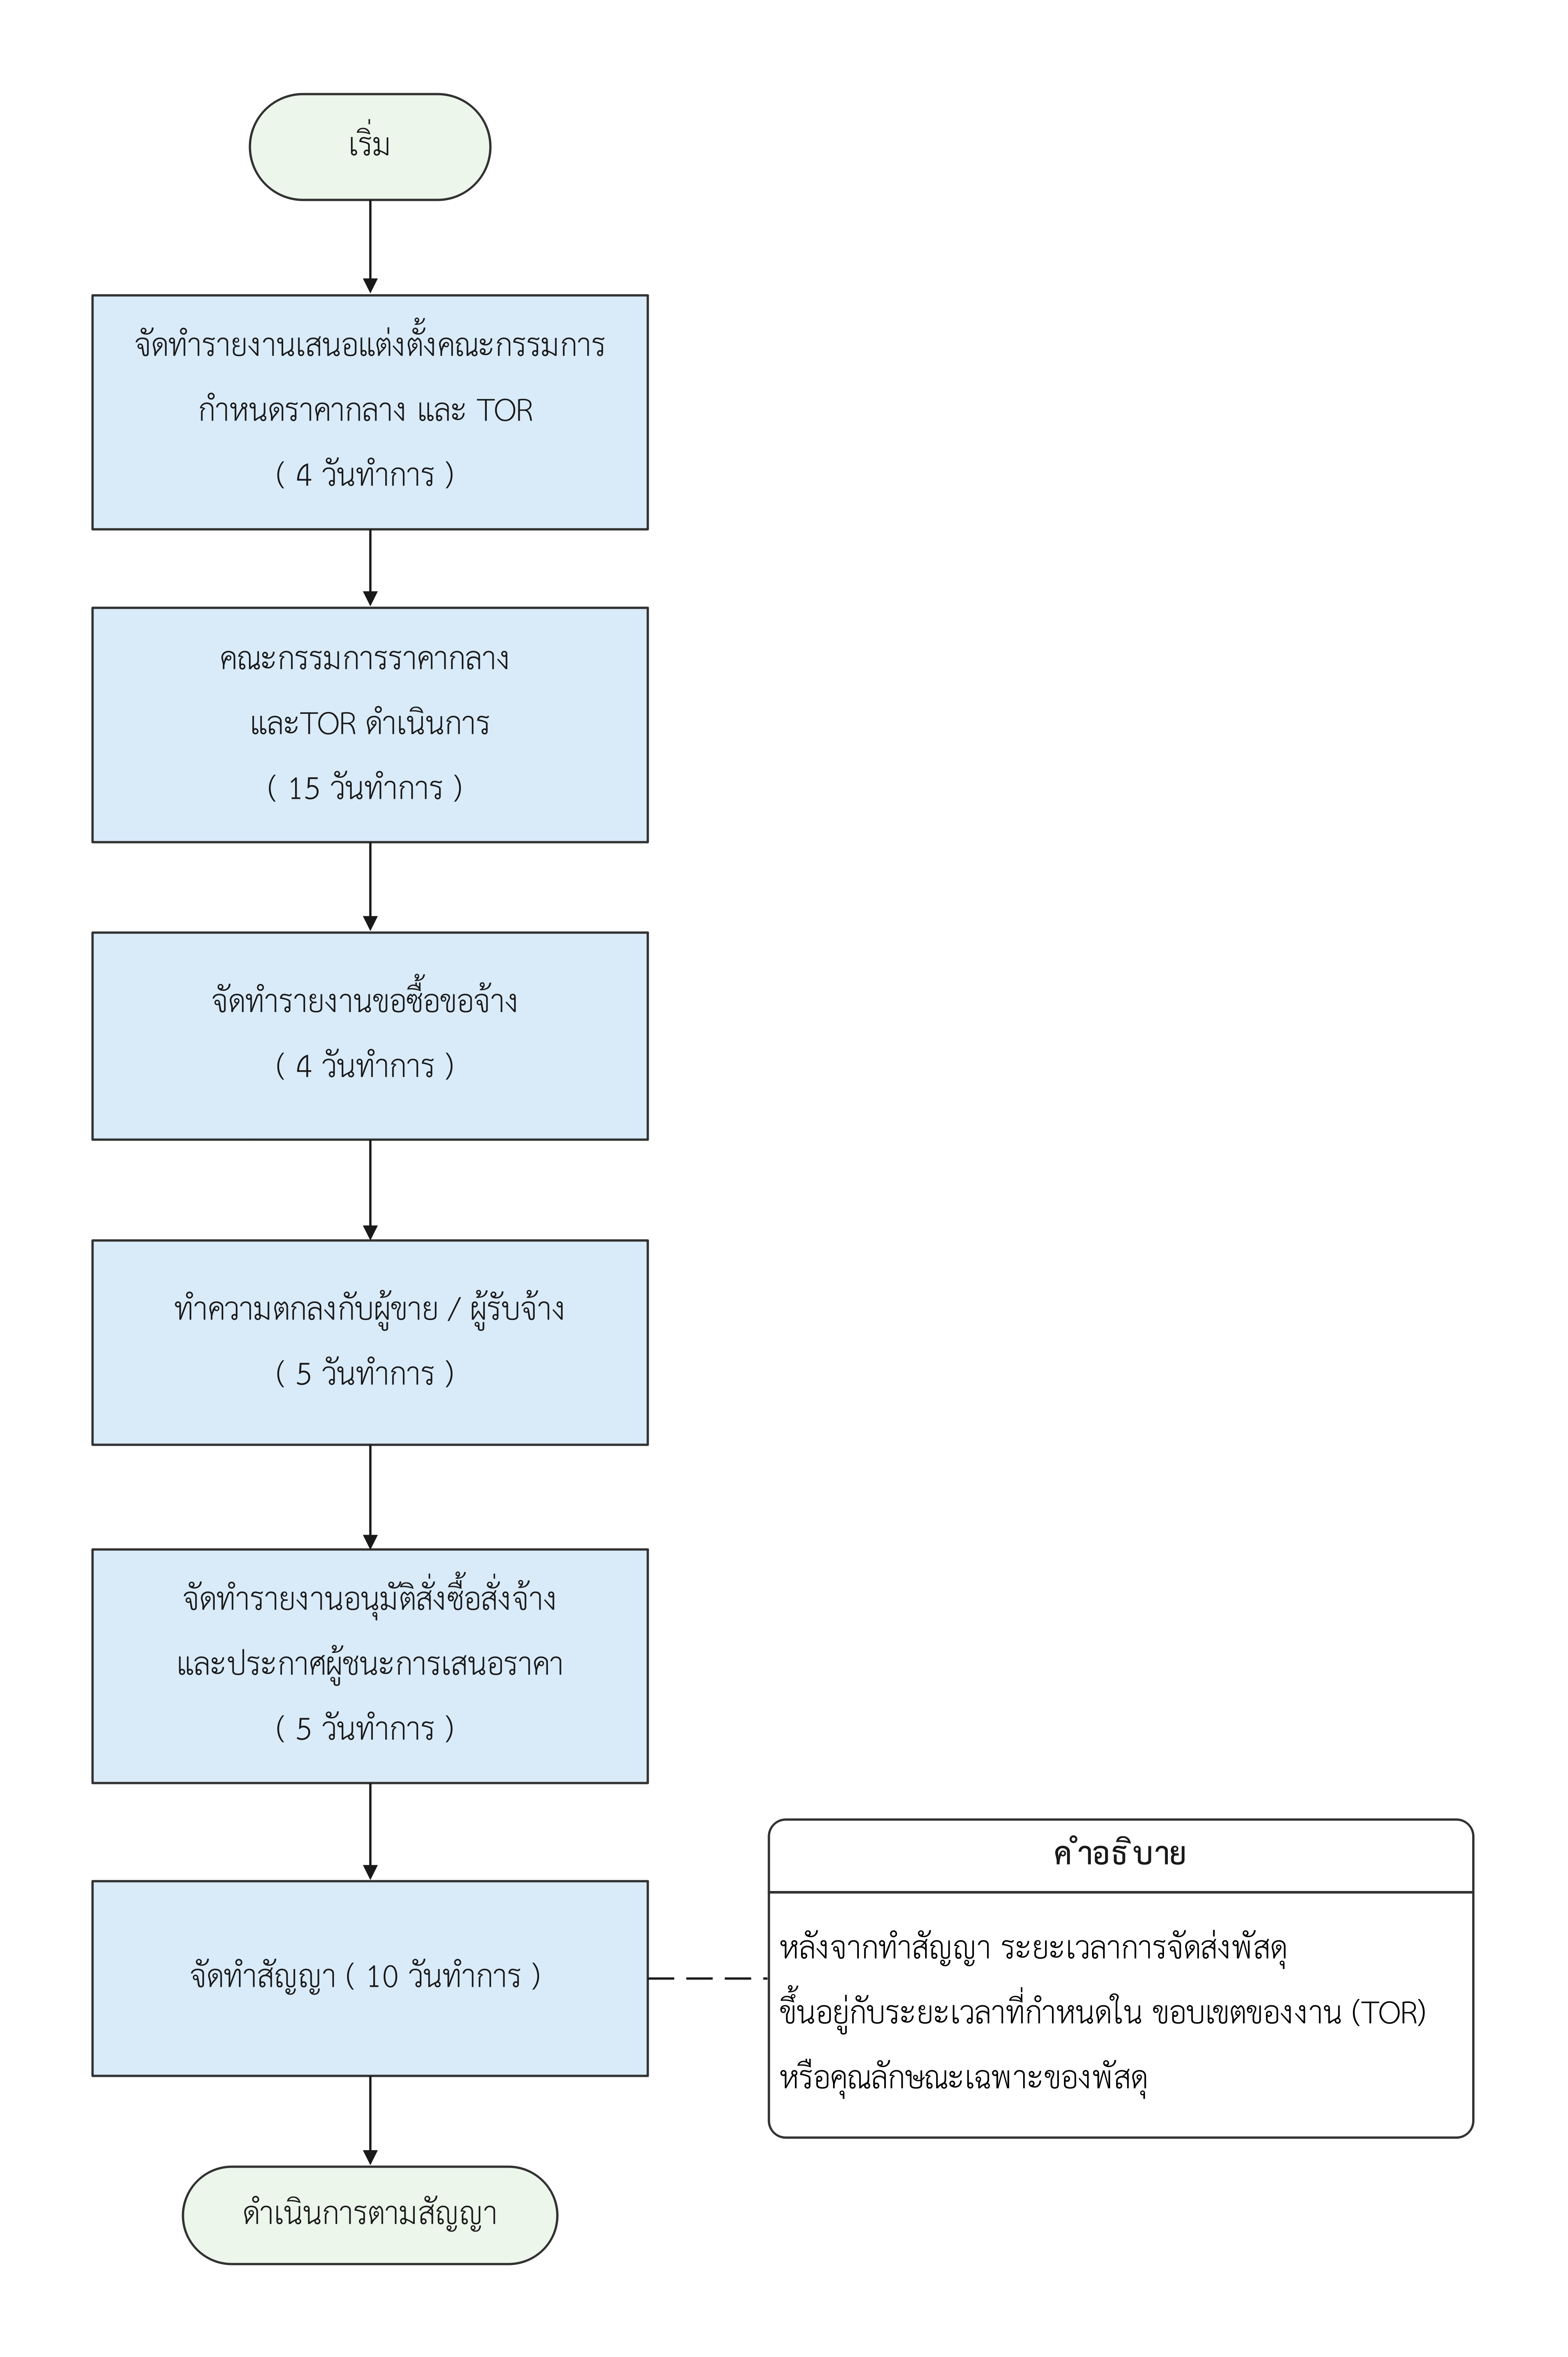 เริ่ม
จัดทำรายงานเสนอแต่งตั้งคณะกรรมการ
กำหนดราคากลาง และ TOR
( 4 วันทำการ )
คณะกรรมการราคากลาง
และTOR ดำเนินการ
( 15 วันทำการ )
จัดทำรายงานขอซื้อขอจ้าง
( 4 วันทำการ )
ทำความตกลงกับผู้ขาย / ผู้รับจ้าง
( 5 วันทำการ )
จัดทำรายงานอนุมัติสั่งซื้อสั่งจ้าง
และประกาศผู้ชนะการเสนอราคา
( 5 วันทำการ )
จัดทำสัญญา ( 10 วันทำการ )
คำอธิบาย
หลังจากทำสัญญา ระยะเวลาการจัดส่งพัสดุ
ขึ้นอยู่กับระยะเวลาที่กำหนดใน ขอบเขตของงาน (TOR)
หรือคุณลักษณะเฉพาะของพัสดุ
ดำเนินการตามสัญญา